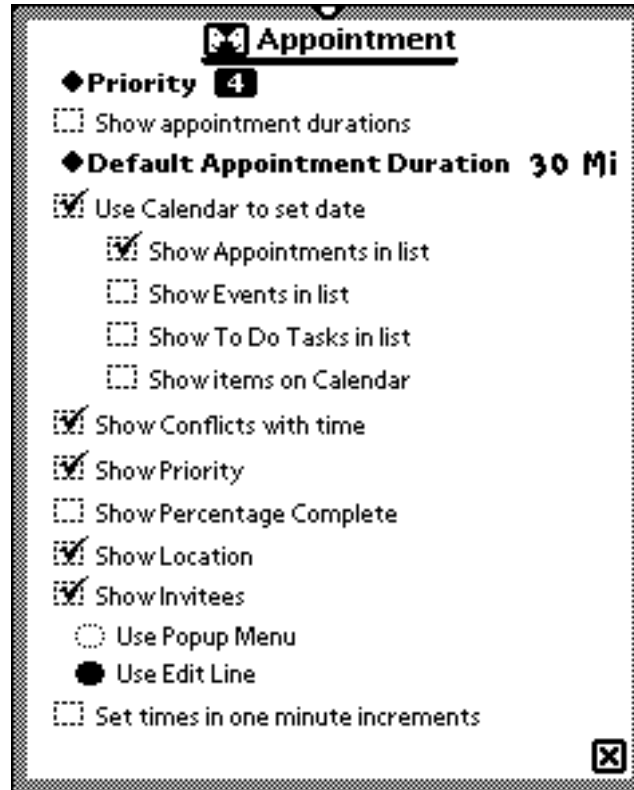 Appointment
Priority 4
Show appointment durations
Default Appointment Duration 30 Mi
Use Calendar to set date
Show Appointments in list
Show Events in list
Show To Do Tasks in list
Show items on Calendar
Show Conflicts with time
Show Priority
Show Percentage Complete
Show Location
Show Invitees
Use Popup Menu
Use Edit Line
Set times in one minute increments